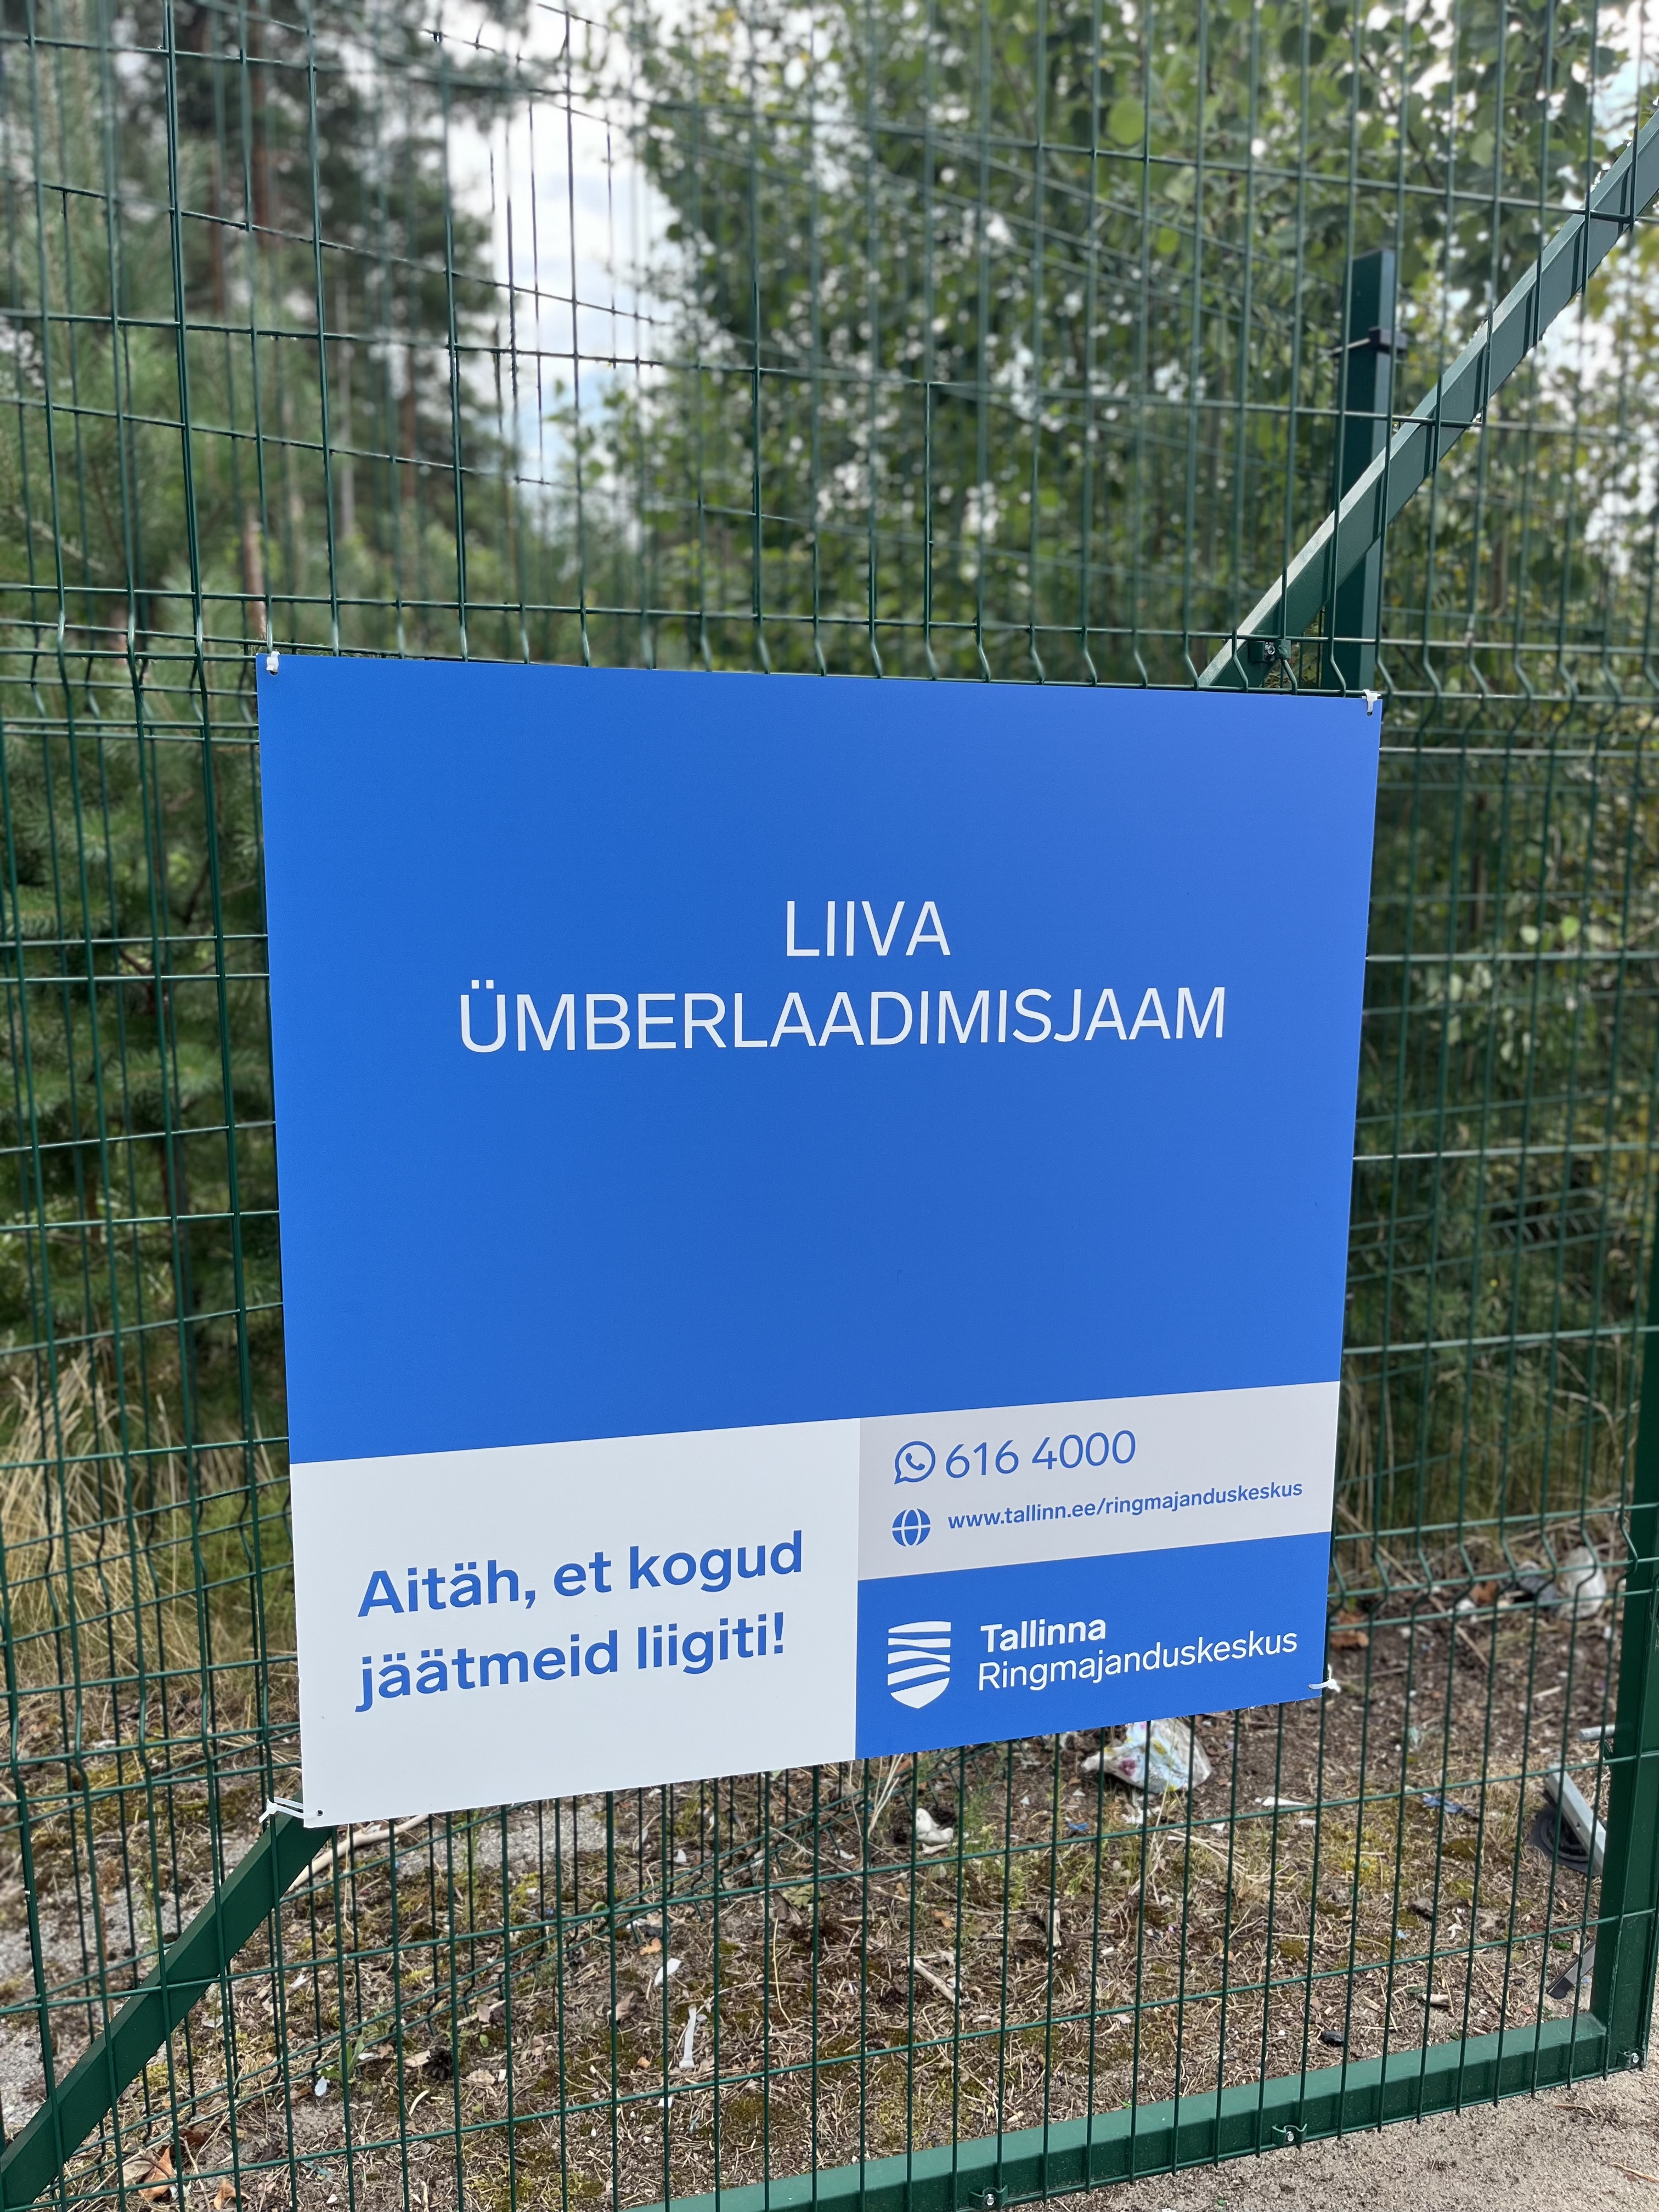 LIIVA
ÜMBERLAADIMISJAAM
Aitäh, et kogud
jäätmeid liigiti!
616 4000
www.tallinn.ee/ringmajanduskeskus
Tallinna
Ringmajanduskeskus